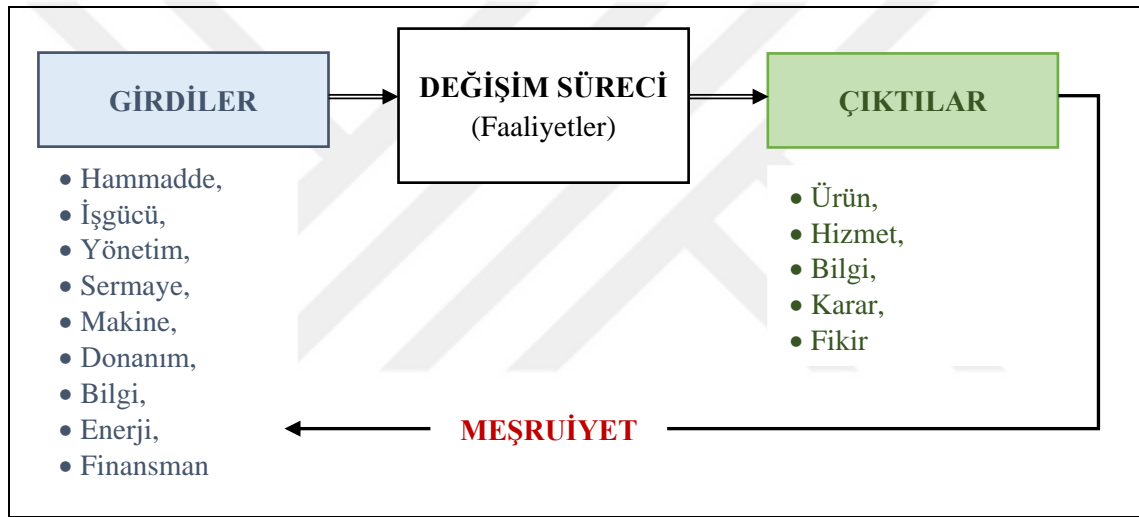 GİRDİLER
DEĞİŞİM SÜRECİ
(Faaliyetler)
ÇIKTILAR
• Hammadde,
• İşgücü,
• Yönetim,
• Sermaye,
• Makine,
• Donanım,
• Bilgi,
• Enerji,
• Finansman
• Ürün,
• Hizmet,
• Bilgi,
• Karar,
• Fikir
MEŞRUİYET